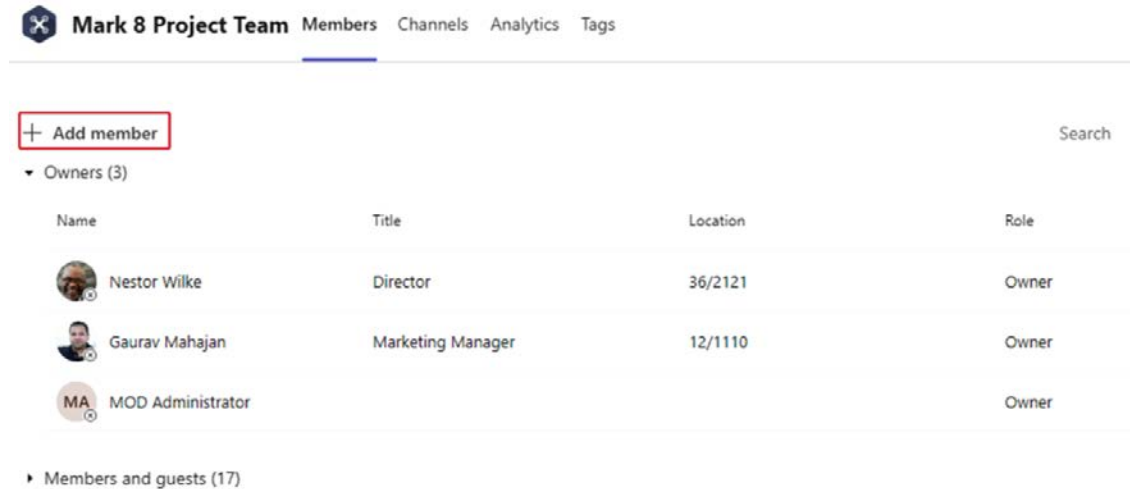 Mark 8 Project Team Members Channels Analytics Tags
Add member Search
Owners (3)
Name Title Location Role
Nestor Wilke Director 36/2121 Owner
Gaurav Mahajan Marketing Manager 12/1110 Owner
MA MOD Administrator Owner
Members and guests (17)